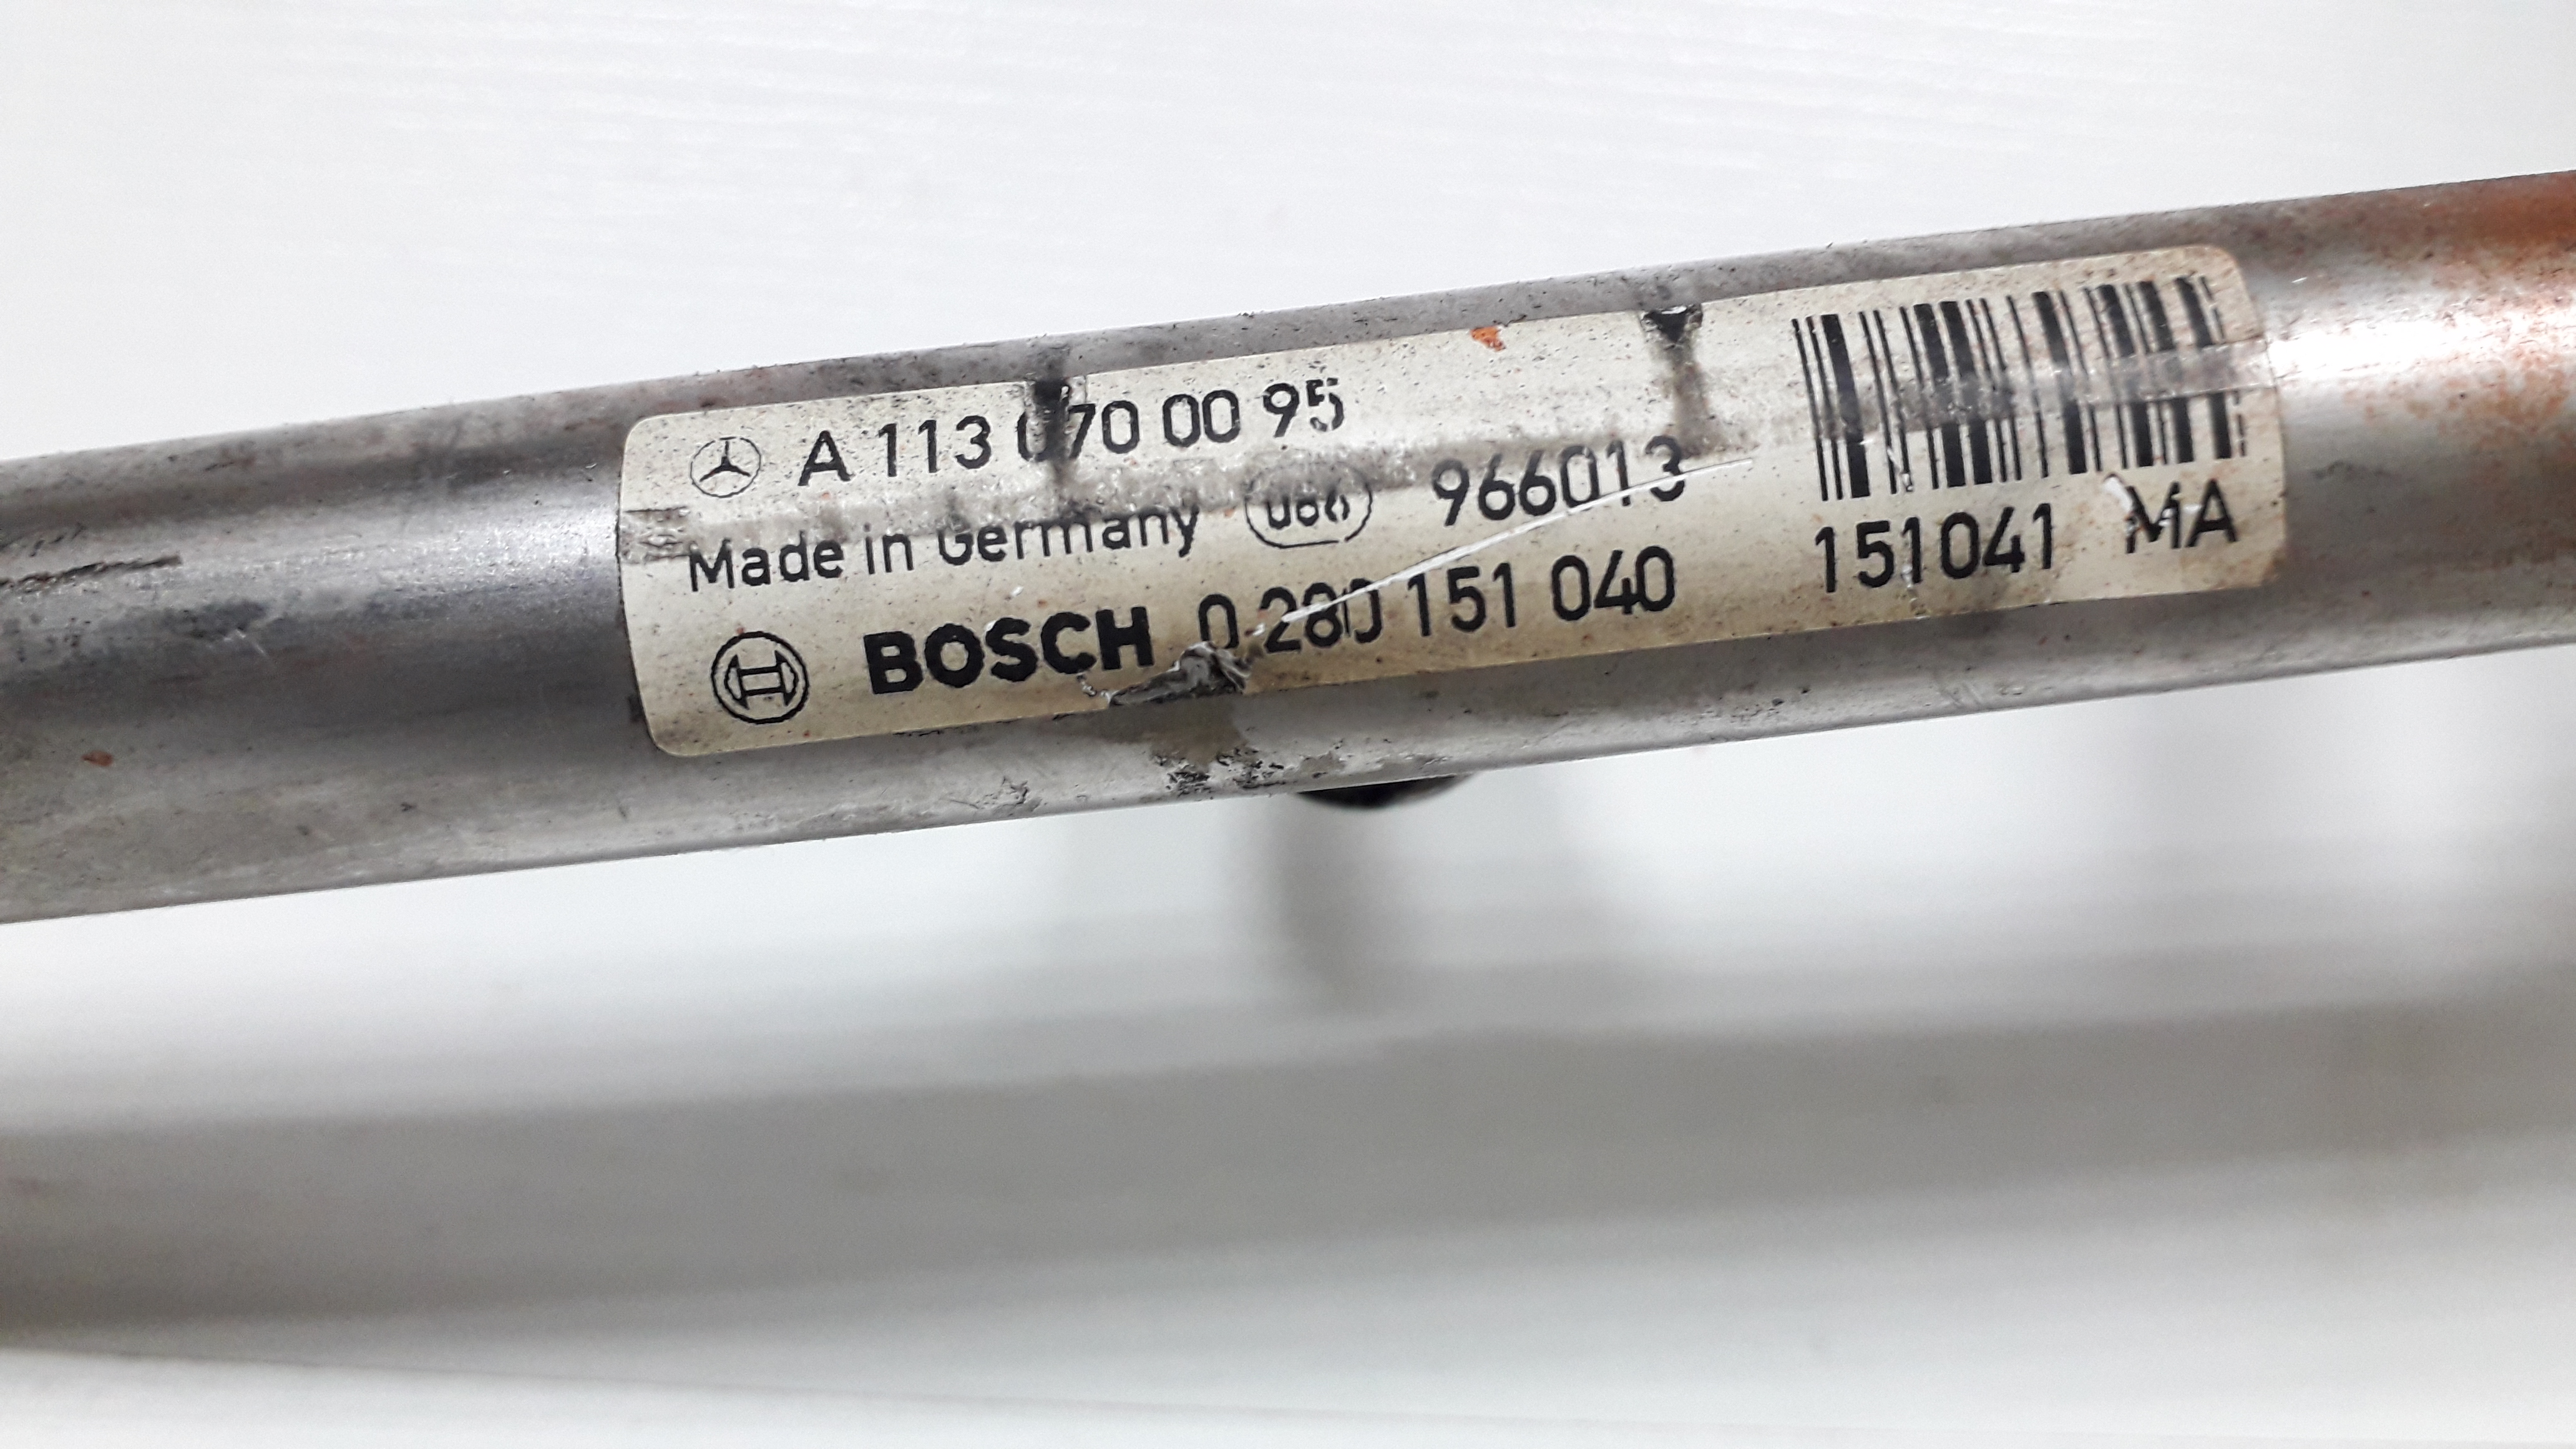 A 113 070 00 95
Made in Germany 966013
BOSCH 0 280 151 040
151041 MA